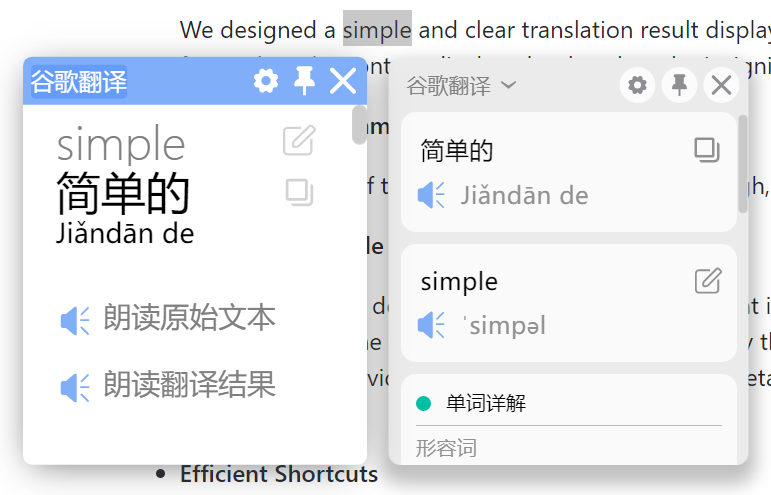 We designed a simple and clear translation result display
谷歌翻译
simple
简单的
Jiǎndān de
朗读原始文本
朗读翻译结果
谷歌翻译
简单的
Jiǎndān de
simple
ˈsimpəl
单词详解
形容词
Efficient Shortcuts